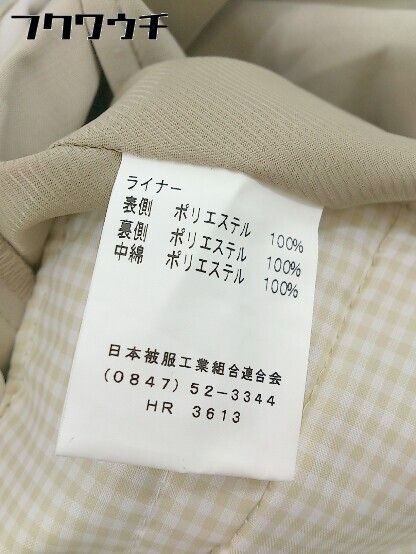 フクワウチ
ライナー
表側 ポリエステル 100%
裏側 ポリエステル 100%
中綿 ポリエステル 100%
日本被服工業組合連合会
(0847) 52-3344
HR 3613